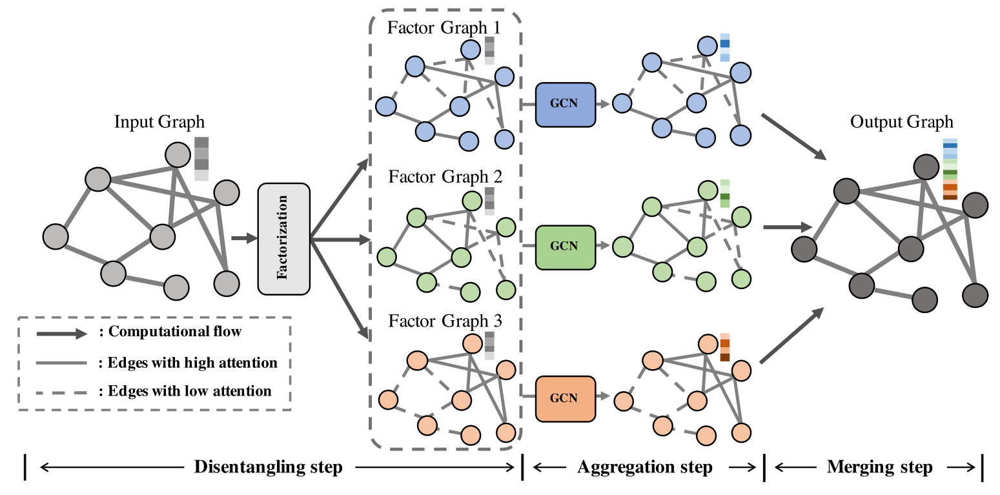 Factor Graph 1
GCN
Input Graph
Output Graph
Factor Graph 2
Factorization
GCN
Factor Graph 3
: Computational flow
: Edges with high attention
: Edges with low attention
GCN
Disentangling step
Aggregation step
Merging step